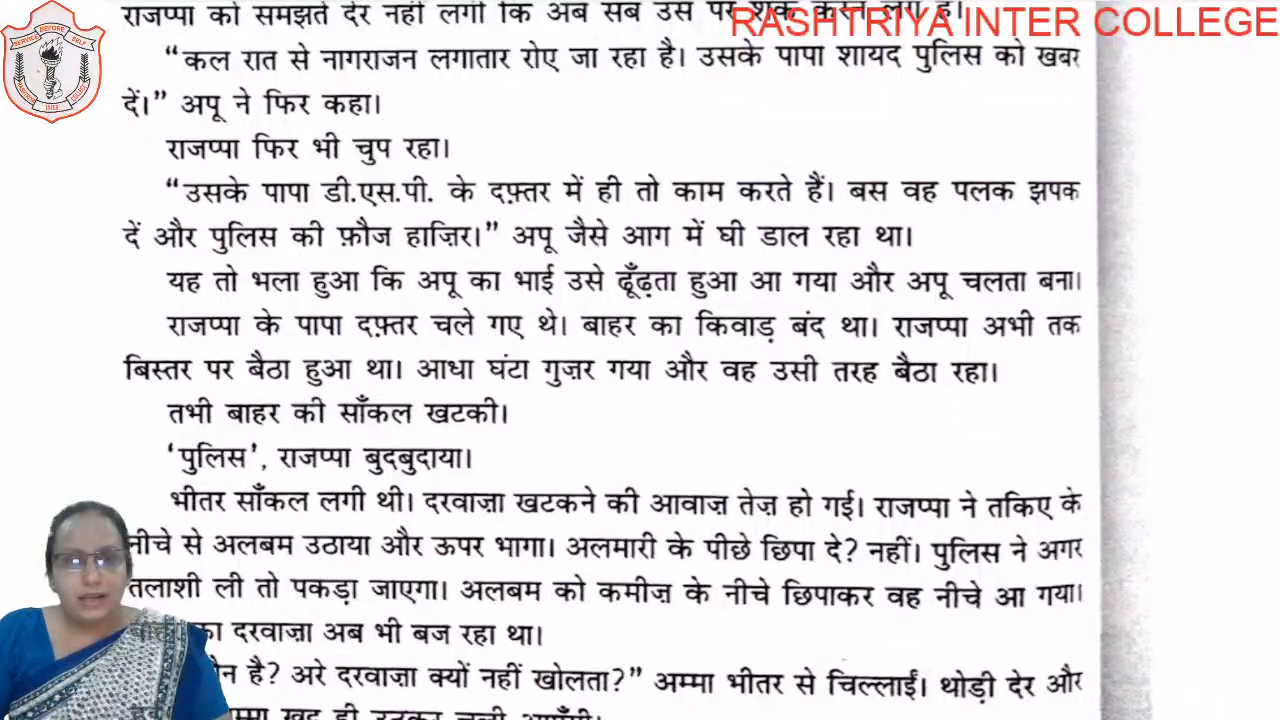 RASHTRIYA INTER COLLEGE
SERVICE BEFORE SELF
राजप्पा को समझते देर नहीं लगी कि अब सब उस पर शक करने लगे हैं।
“कल रात से नागराजन लगातार रोए जा रहा है। उसके पापा शायद पुलिस को खबर
दें।” अपू ने फिर कहा।
राजप्पा फिर भी चुप रहा।
“उसके पापा डी.एस.पी. के दफ़्तर में ही तो काम करते हैं। बस वह पलक झपक
दें और पुलिस की फ़ौज हाज़िर।” अपू जैसे आग में घी डाल रहा था।
यह तो भला हुआ कि अपू का भाई उसे ढूँढ़ता हुआ आ गया और अपू चलता बना।
राजप्पा के पापा दफ़्तर चले गए थे। बाहर का किवाड़ बंद था। राजप्पा अभी तक
बिस्तर पर बैठा हुआ था। आधा घंटा गुज़र गया और वह उसी तरह बैठा रहा।
तभी बाहर की साँकल खटकी।
‘पुलिस’, राजप्पा बुदबुदाया।
भीतर साँकल लगी थी। दरवाज़ा खटकने की आवाज़ तेज़ हो गई। राजप्पा ने तकिए के
नीचे से अलबम उठाया और ऊपर भागा। अलमारी के पीछे छिपा दे? नहीं। पुलिस ने अगर
तलाशी ली तो पकड़ा जाएगा। अलबम को कमीज़ के नीचे छिपाकर वह नीचे आ गया।
का दरवाज़ा अब भी बज रहा था।
है? अरे दरवाज़ा क्यों नहीं खोलता?” अम्मा भीतर से चिल्लाईं। थोड़ी देर और